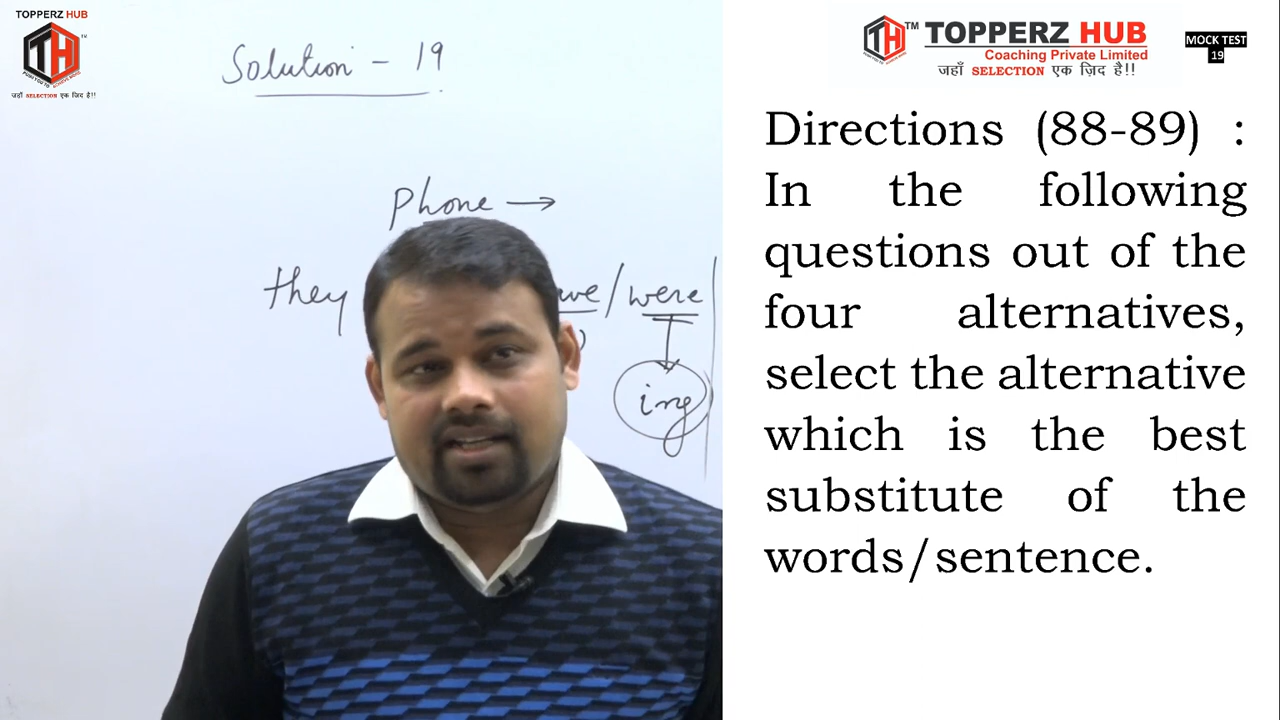 TOPPERZ HUB
TH
TM
जहाँ SELECTION एक ज़िद है!!
Solution - 19
phone →
they
were
ing
TH
TM
TOPPERZ HUB
Coaching Private Limited
जहाँ SELECTION एक ज़िद है!!
MOCK TEST
19
Directions (88-89) :
In the following
questions out of the
four alternatives,
select the alternative
which is the best
substitute of the
words/sentence.